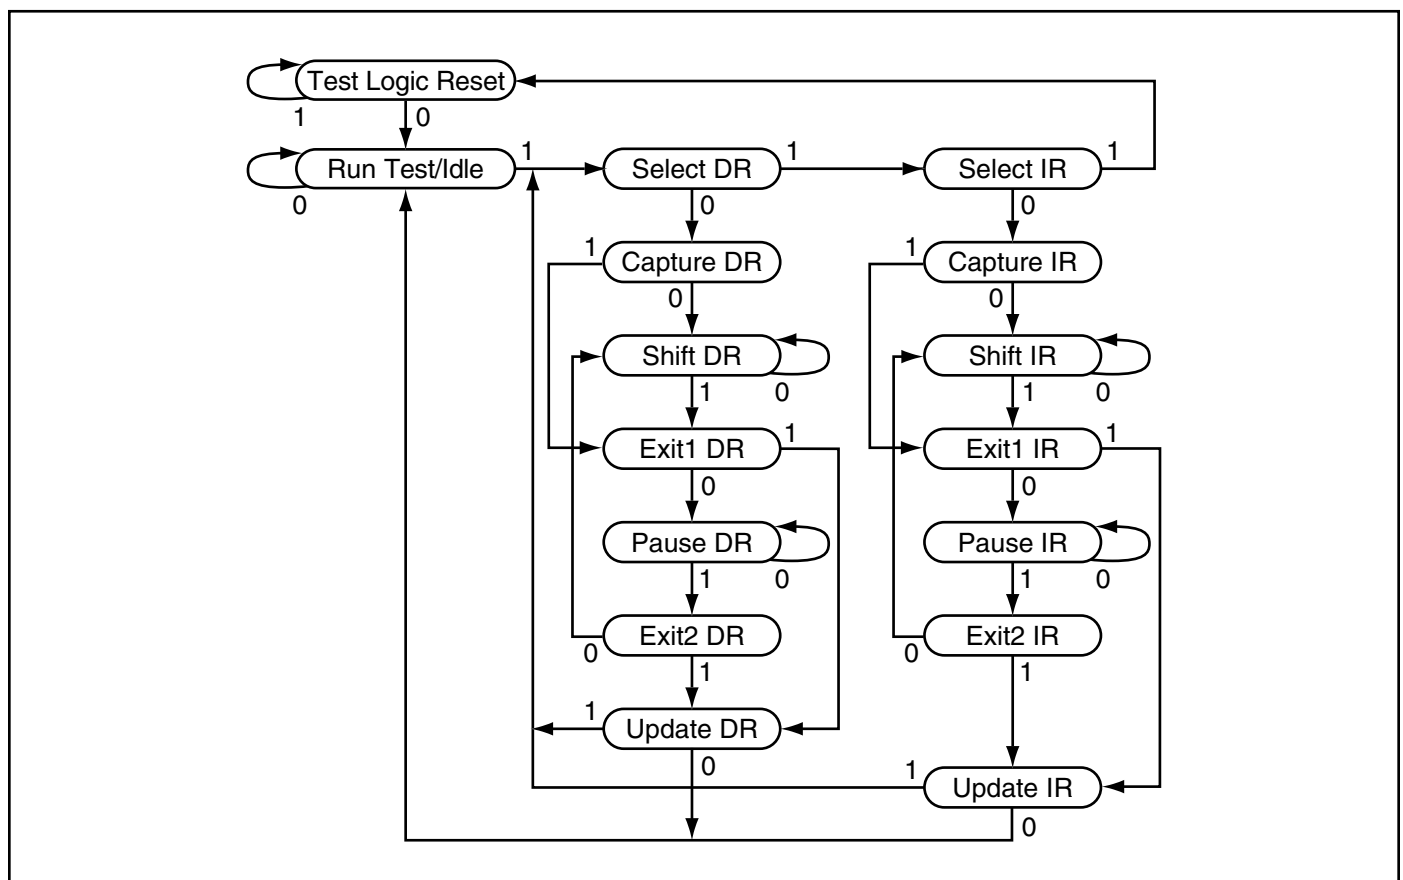 Test Logic Reset
1 0
Run Test/Idle 1 Select DR 1 Select IR 1
0 0 0
1 Capture DR 1 Capture IR
0 0
Shift DR Shift IR
1 0 1 0
Exit1 DR 1 Exit1 IR 1
0 0
Pause DR Pause IR
1 0 1 0
Exit2 DR Exit2 IR
0 1 0 1
1 Update DR
0 1 Update IR
0